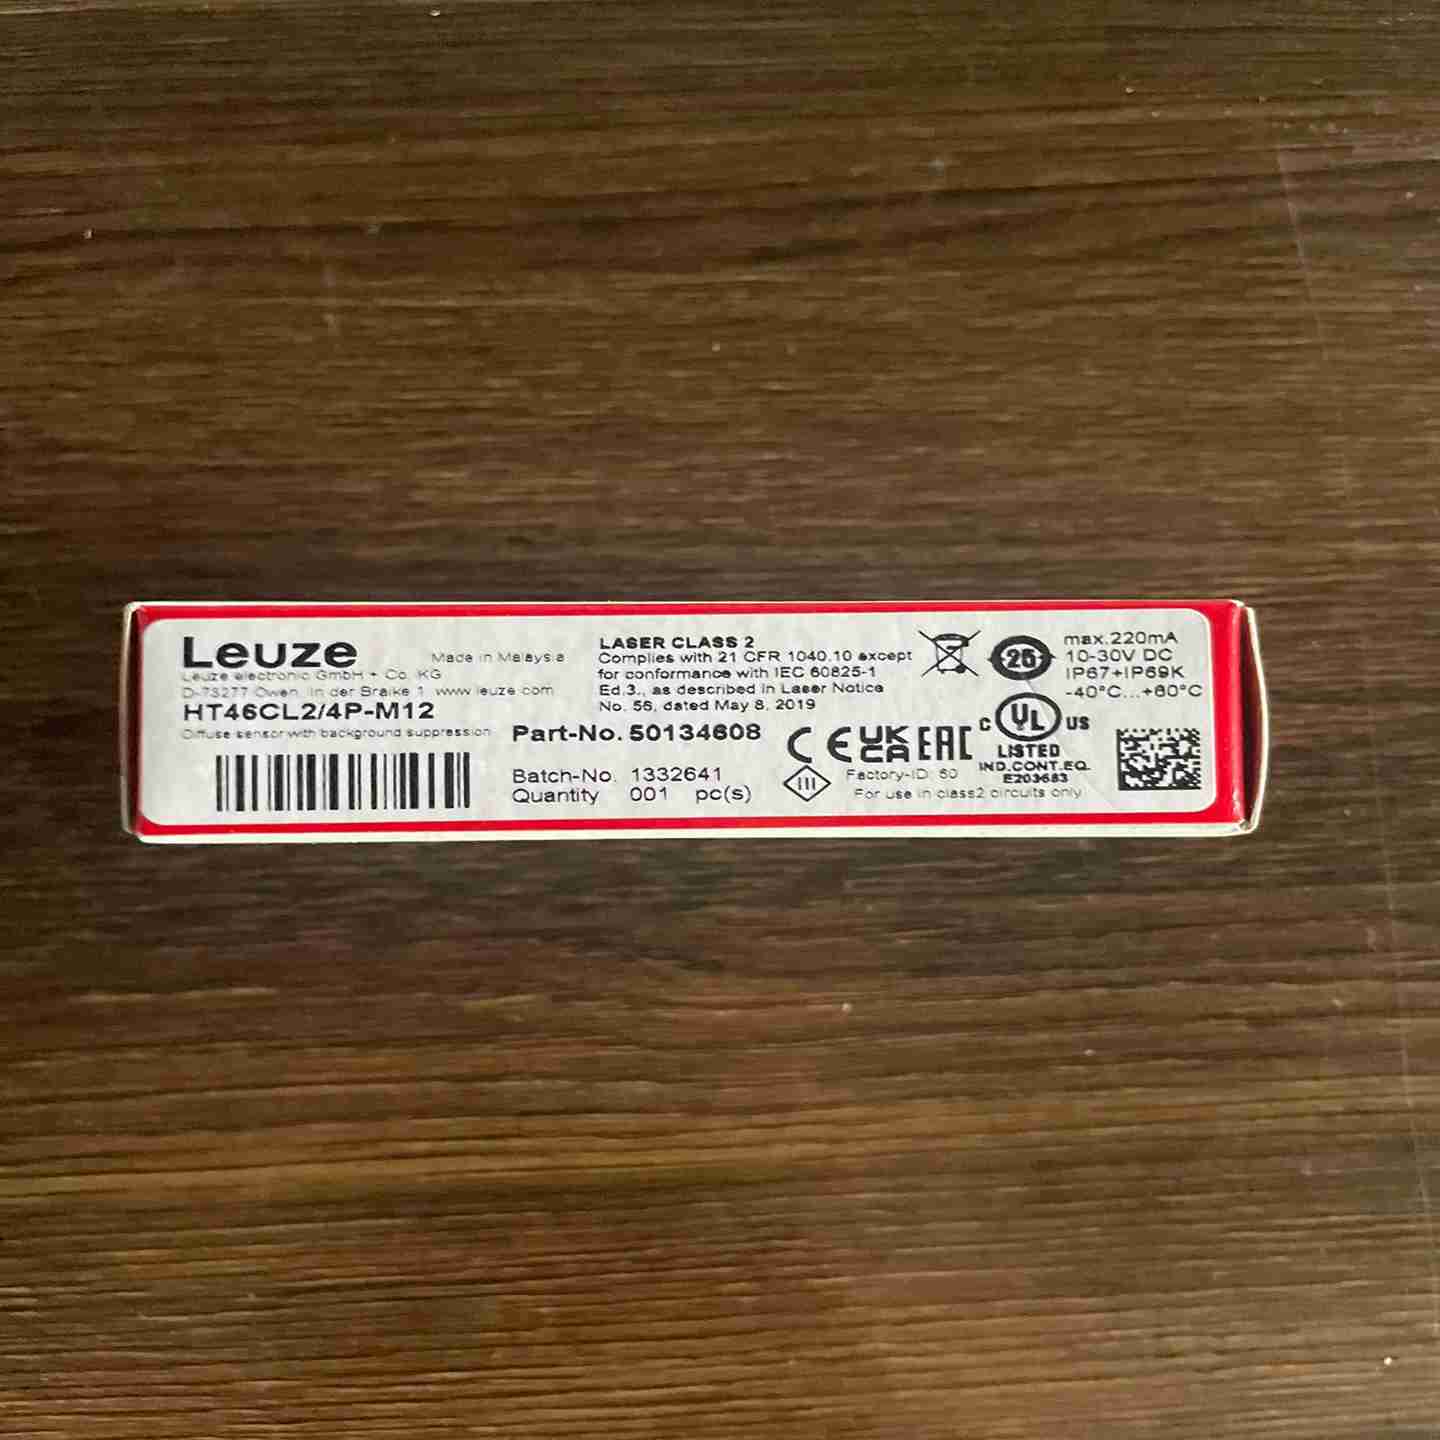 Leuze
Made in Malaysia
Leuze electronic GmbH + Co. KG
D-73277 Owen, In der Braike 1 www.leuze.com
HT46CL2/4P-M12
Diffuse sensor with background suppression
LASER CLASS 2
Complies with 21 CFR 1040.10 except
for conformance with IEC 60825-1
Ed.3., as described in Laser Notice
No. 56, dated May 8, 2019
Part-No. 50134608
Batch-No. 1332641
Quantity 001 pc(s)
CE UKCA EAC
III
Factory-ID: 60
For use in class2 circuits only
25
max.220mA
10-30V DC
IP67+IP69K
-40°C...+60°C
C UL US
LISTED
IND.CONT.EQ.
E203683